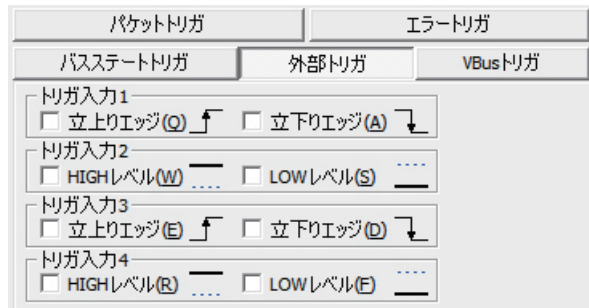 パケットトリガ エラートリガ
バスステートトリガ 外部トリガ VBusトリガ
トリガ入力1
立上りエッジ(Q) 立下りエッジ(A)
トリガ入力2
HIGHレベル(W) LOWレベル(S)
トリガ入力3
立上りエッジ(E) 立下りエッジ(D)
トリガ入力4
HIGHレベル(R) LOWレベル(F)